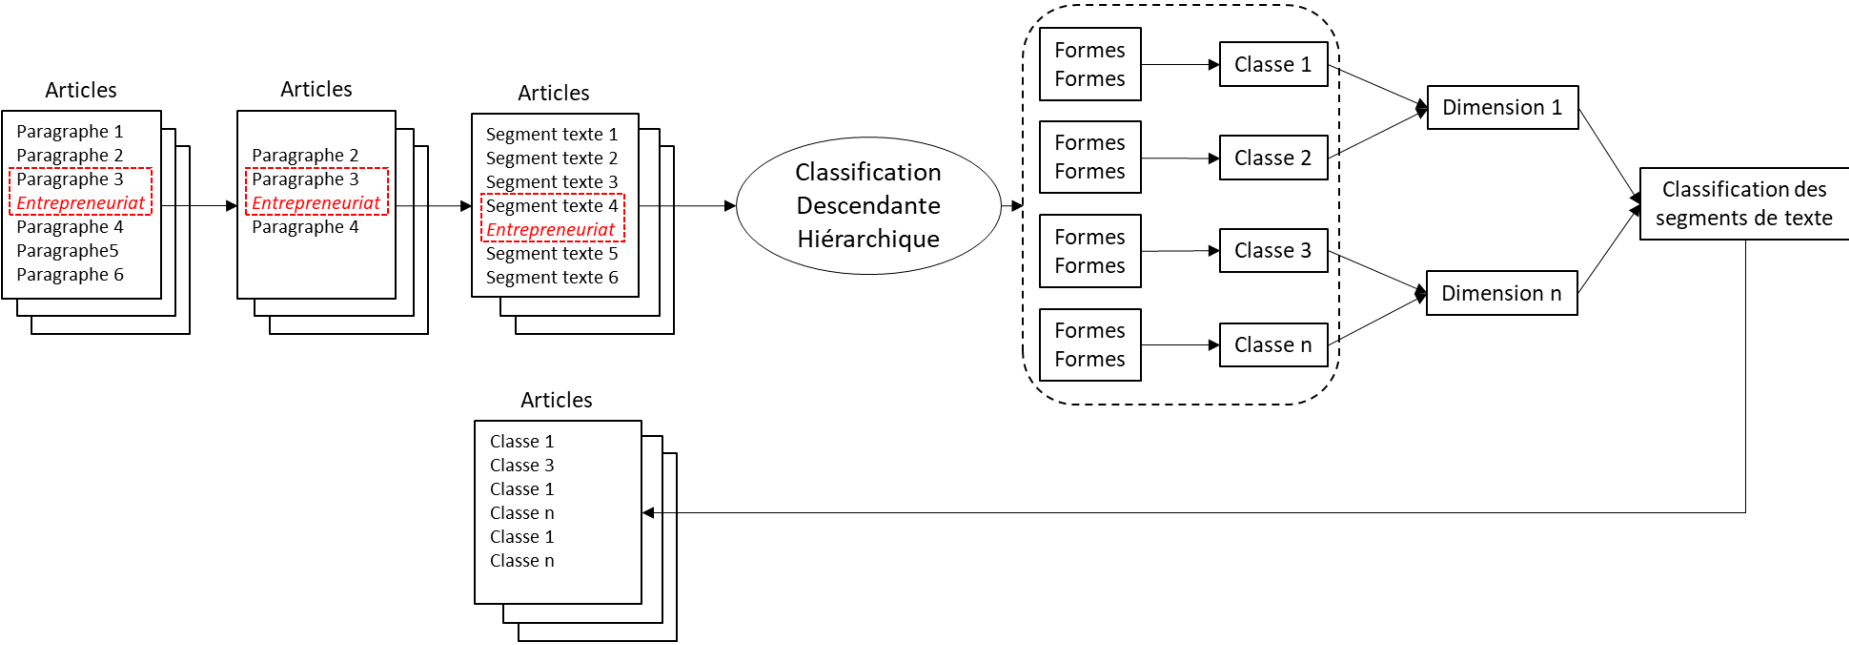 Articles
Paragraphe 1
Paragraphe 2
Paragraphe 3
Entrepreneuriat
Paragraphe 4
Paragraphe5
Paragraphe 6
Articles
Paragraphe 2
Paragraphe 3
Entrepreneuriat
Paragraphe 4
Articles
Segment texte 1
Segment texte 2
Segment texte 3
Segment texte 4
Entrepreneuriat
Segment texte 5
Segment texte 6
Classification
Descendante
Hiérarchique
Formes
Formes
Classe 1
Formes
Formes
Classe 2
Formes
Formes
Classe 3
Formes
Formes
Classe n
Dimension 1
Dimension n
Classification des
segments de texte
Articles
Classe 1
Classe 3
Classe 1
Classe n
Classe 1
Classe n